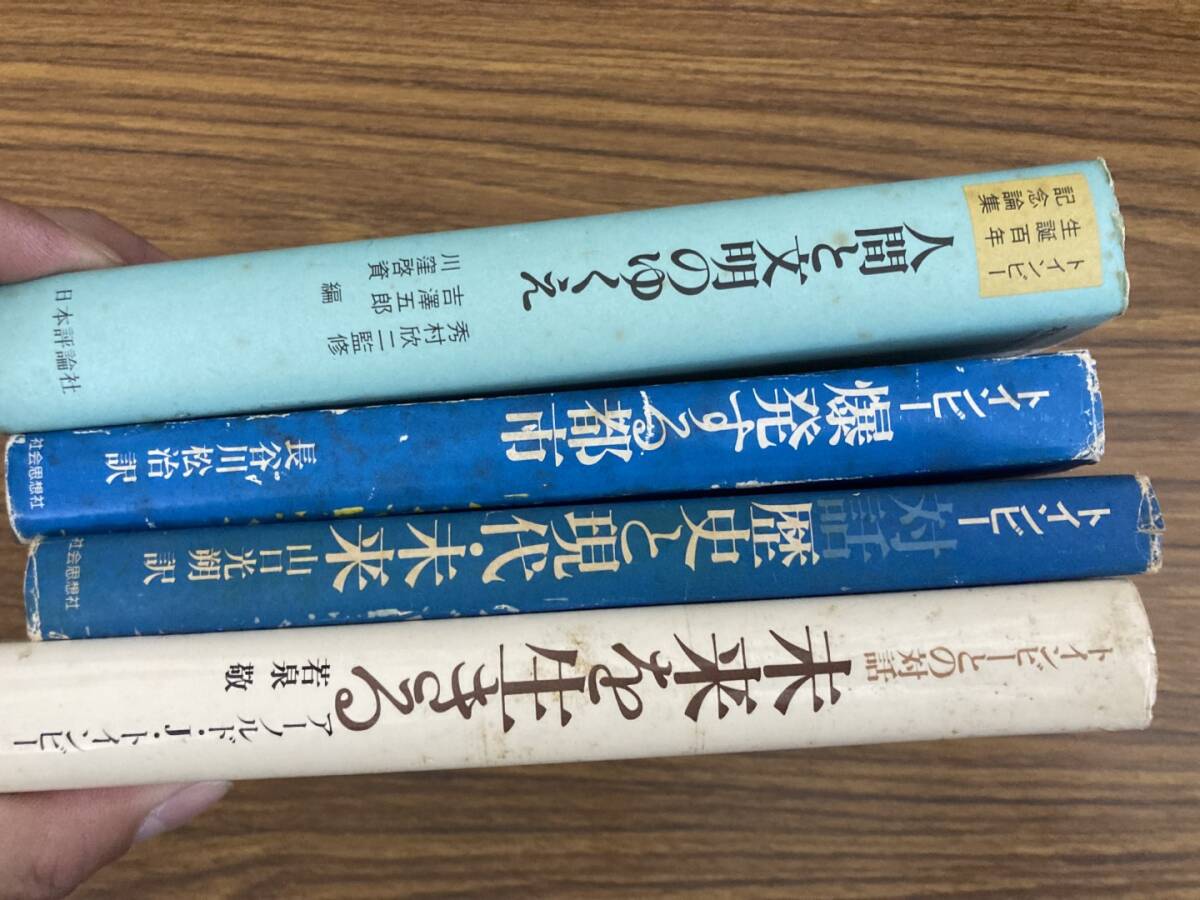 トインビー
生誕百年
記念論集
人間と文明のゆくえ
秀村欣二監修
吉澤五郎
川窪啓資
編
日本評論社
トインビー
爆発する都市
長谷川松治訳
社会思想社
トインビー
対話
歴史と現代・未来
山口光朔訳
社会思想社
トインビーとの対話
未来を生きる
アーノルド・J・トインビー
若泉敬